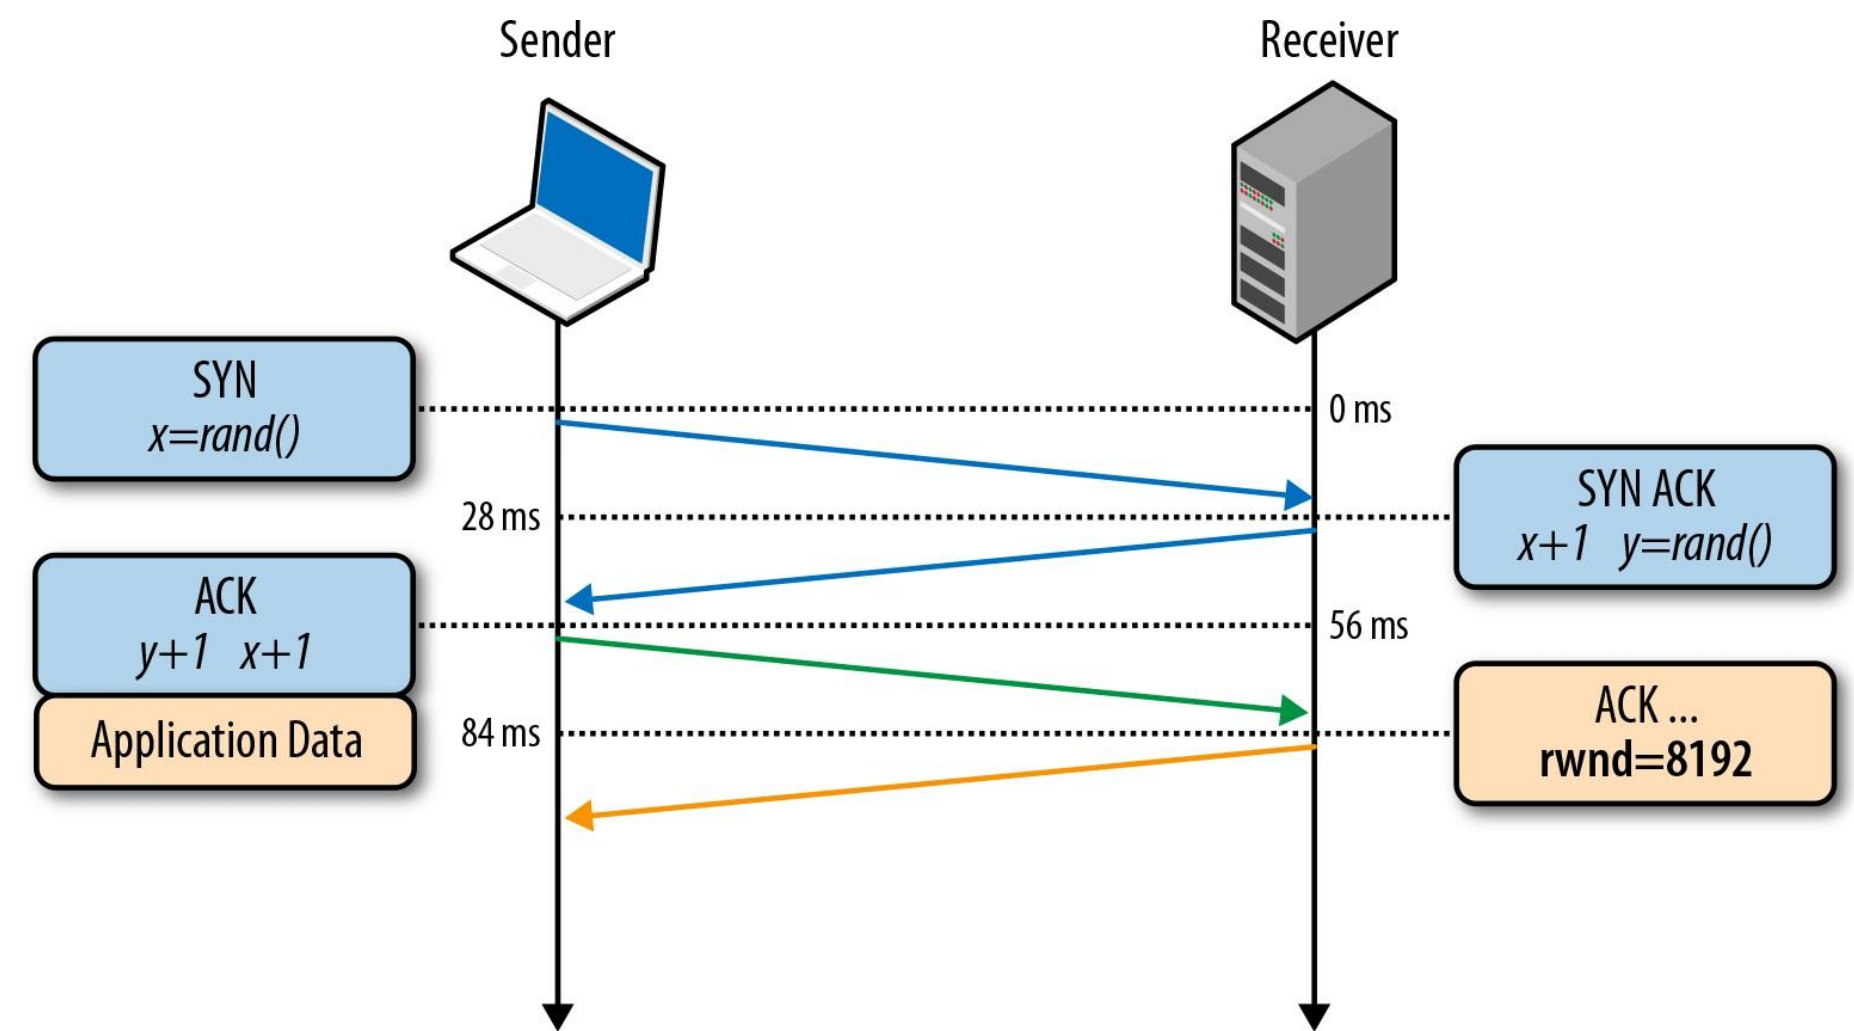 Sender
Receiver
SYN
x=rand()
0 ms
28 ms
SYN ACK
x+1 y=rand()
ACK
y+1 x+1
56 ms
Application Data
84 ms
ACK ...
rwnd=8192